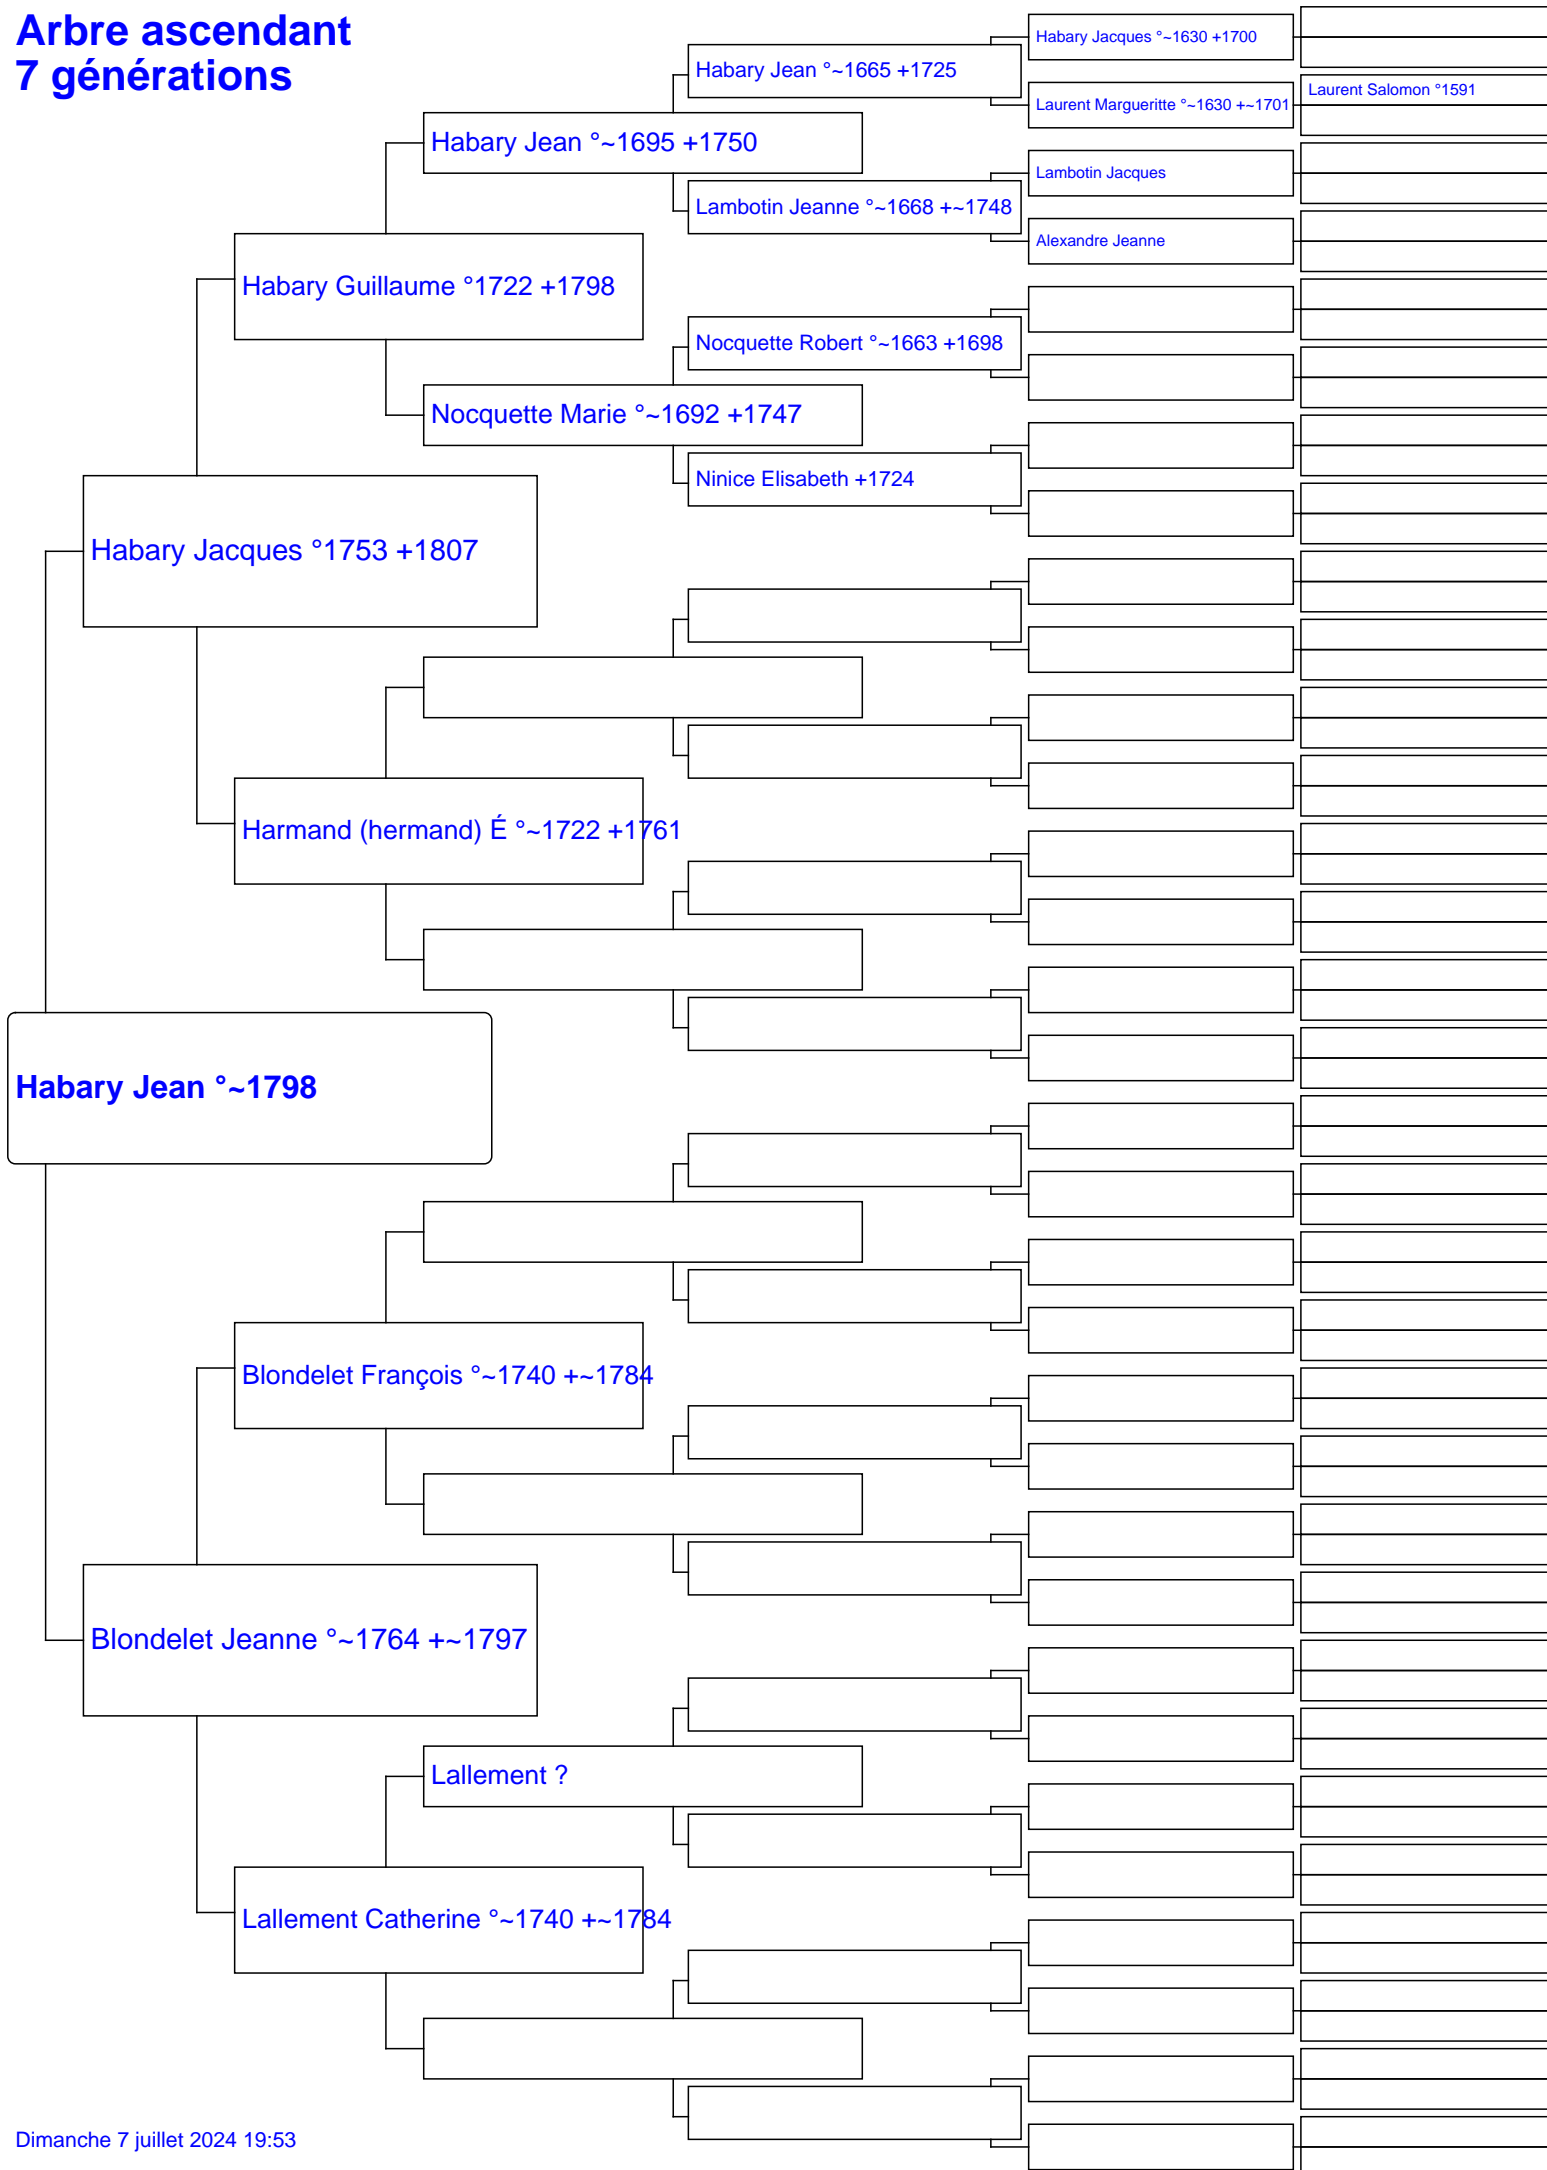 Arbre ascendant
7 générations
Habary Jacques °~1630 +1700
Habary Jean °~1665 +1725
Laurent Salomon °1591
Laurent Margueritte °~1630 +~1701
Habary Jean °~1695 +1750
Lambotin Jacques
Lambotin Jeanne °~1668 +~1748
Alexandre Jeanne
Habary Guillaume °1722 +1798
Nocquette Robert °~1663 +1698
Nocquette Marie °~1692 +1747
Ninice Elisabeth +1724
Habary Jacques °1753 +1807
Harmand (hermand) É °~1722 +1761
Habary Jean °~1798
Blondelet François °~1740 +~1784
Blondelet Jeanne °~1764 +~1797
Lallement ?
Lallement Catherine °~1740 +~1784
Dimanche 7 juillet 2024 19:53